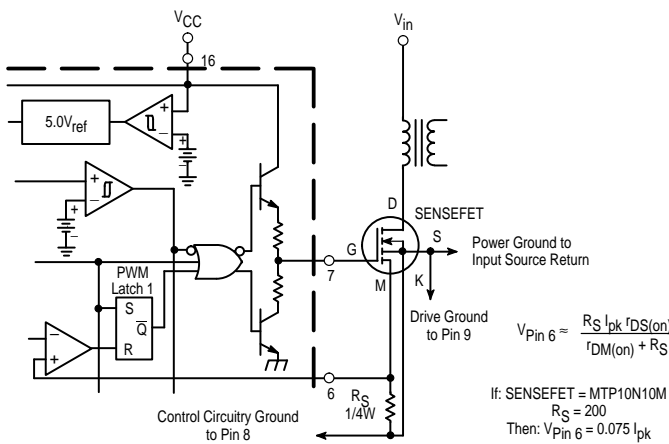 V_CC
V_in
16
5.0V_ref
+
−
+
−
+
−
+
D
SENSEFET
S
G
Power Ground to
Input Source Return
7
M
K
PWM
Latch 1
S
Q̅
R
Drive Ground
to Pin 9
−
+
V_Pin 6 ≈ R_S I_pk r_DS(on) / r_DM(on) + R_S
6
R_S
1/4W
Control Circuitry Ground
to Pin 8
If: SENSEFET = MTP10N10M
R_S = 200
Then: V_Pin 6 = 0.075 I_pk